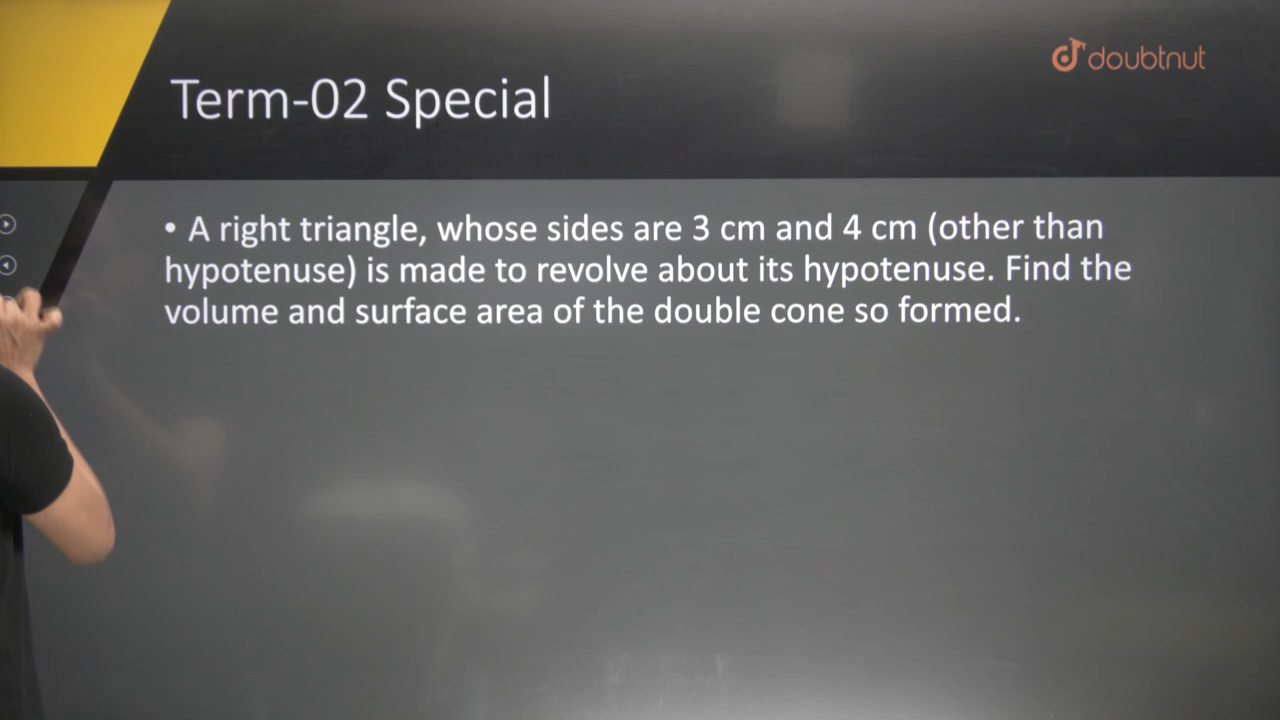 doubtnut
Term-02 Special
• A right triangle, whose sides are 3 cm and 4 cm (other than
hypotenuse) is made to revolve about its hypotenuse. Find the
volume and surface area of the double cone so formed.